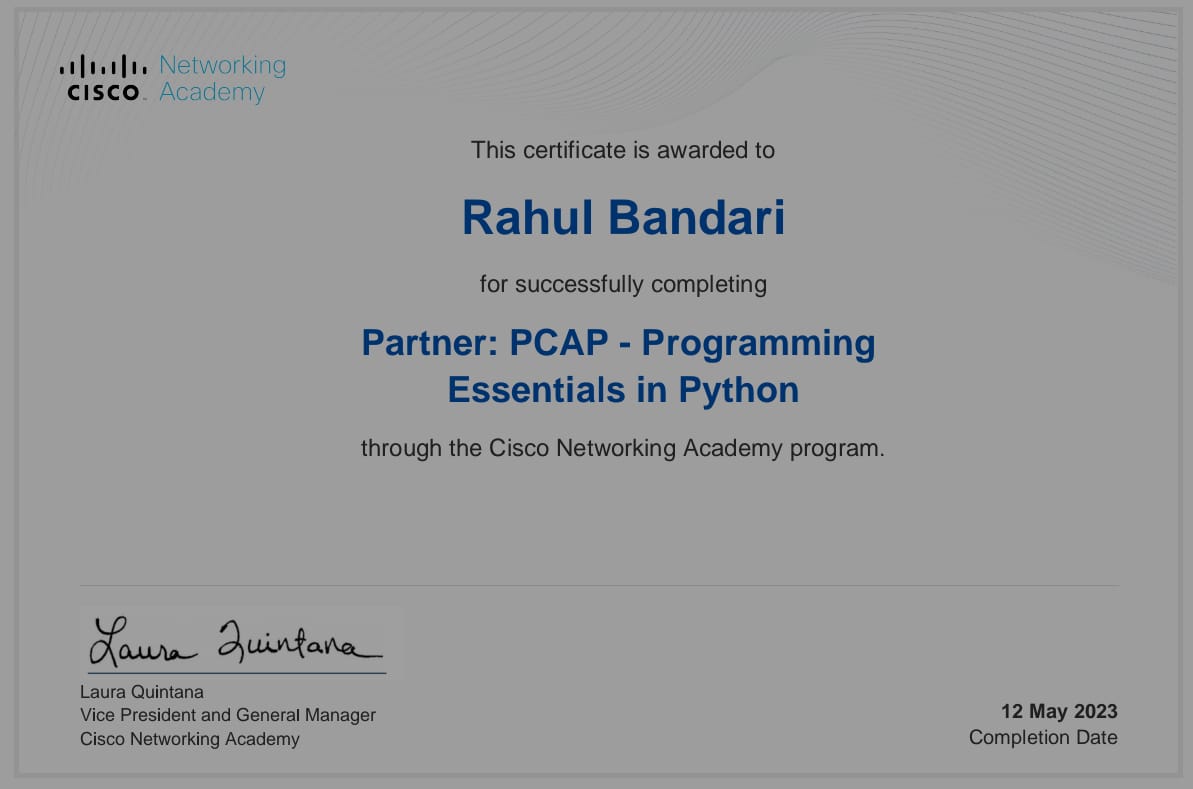 CISCO Networking
Academy
This certificate is awarded to
Rahul Bandari
for successfully completing
Partner: PCAP - Programming
Essentials in Python
through the Cisco Networking Academy program.
Laura Quintana
Laura Quintana
Vice President and General Manager
Cisco Networking Academy
12 May 2023
Completion Date